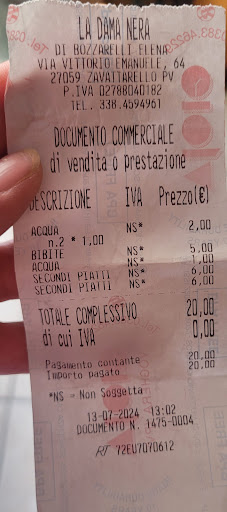 LA DAMA NERA
DI BOZZARELLI ELENA
VIA VITTORIO EMANUELE, 64
27059 ZAVATTARELLO PV
P.IVA 02788040182
TEL. 338.4594961
DOCUMENTO COMMERCIALE
di vendita o prestazione
DESCRIZIONE IVA Prezzo(€)
ACQUA NS* 2,00
n.2 * 1,00
BIBITE NS* 5,00
ACQUA NS* 1,00
SECONDI PIATTI NS* 6,00
SECONDI PIATTI NS* 6,00
TOTALE COMPLESSIVO 20,00
di cui IVA 0,00
Pagamento contante 20,00
Importo pagato 20,00
*NS = Non Soggetta
13-07-2024 13:02
DOCUMENTO N. 1475-0004
RT 72EU7070612